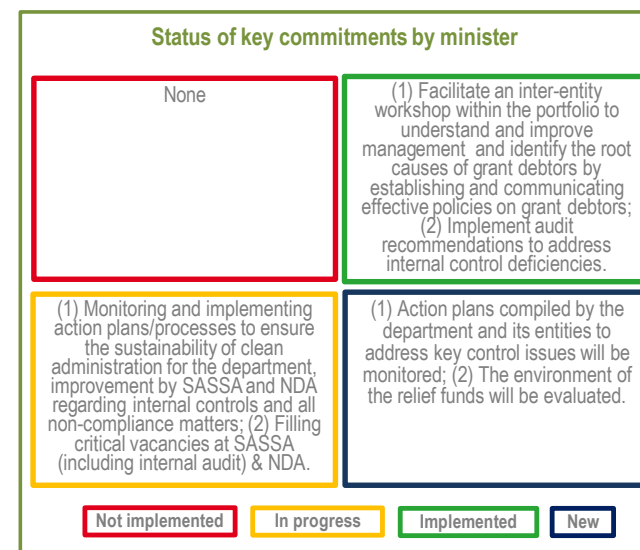 Status of key commitments by minister
None
(1) Facilitate an inter-entity
workshop within the portfolio to
understand and improve
management and identify the root
causes of grant debtors by
establishing and communicating
effective policies on grant debtors;
(2) Implement audit
recommendations to address
internal control deficiencies.
(1) Monitoring and implementing
action plans/processes to ensure
the sustainability of clean
administration for the department,
improvement by SASSA and NDA
regarding internal controls and all
non-compliance matters; (2) Filling
critical vacancies at SASSA
(including internal audit) & NDA.
(1) Action plans compiled by the
department and its entities to
address key control issues will be
monitored; (2) The environment of
the relief funds will be evaluated.
Not implemented
In progress
Implemented
New